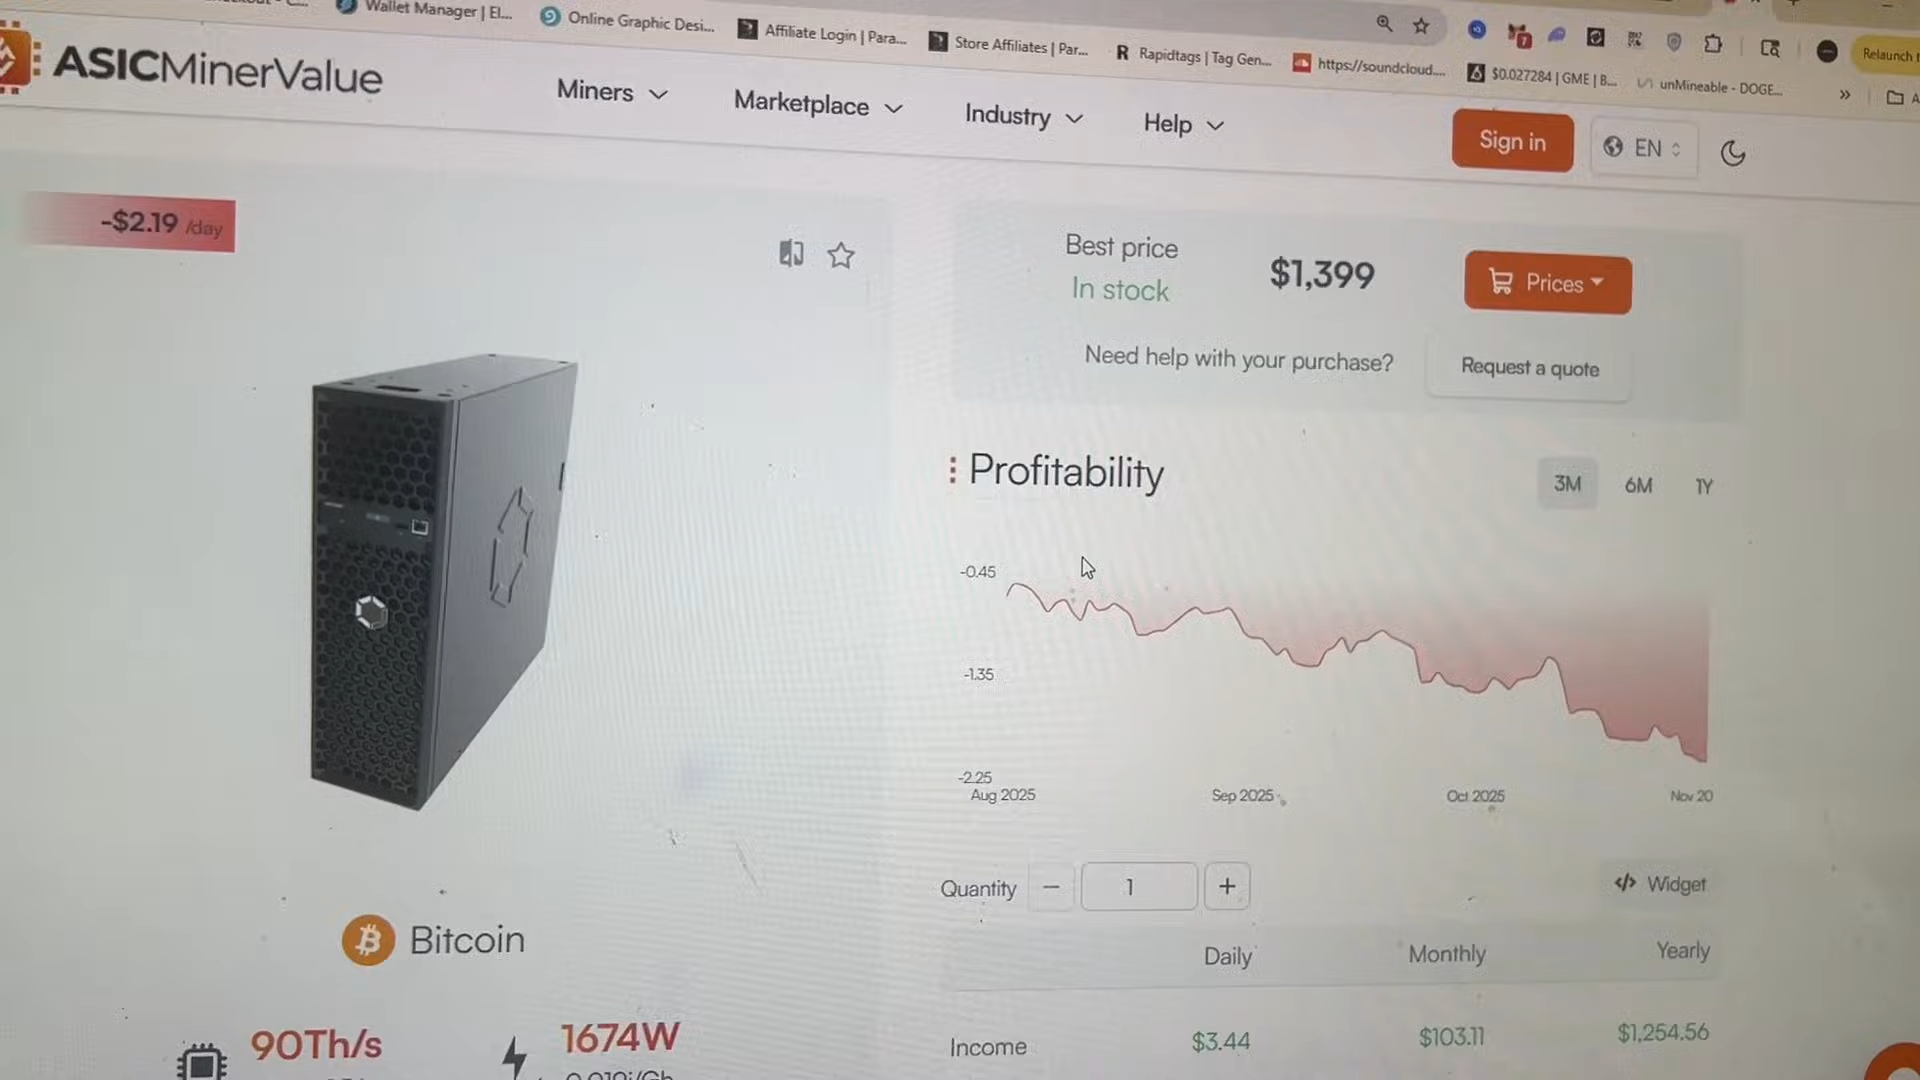 Wallet Manager | El...
Online Graphic Desi...
Affiliate Login | Para...
Store Affiliates | Par...
Rapidtags | Tag Gen...
https://soundcloud....
$0.027284 | GME | B...
unMineable - DOGE...
Relaunch
7
ASICMinerValue
Miners
Marketplace
Industry
Help
Sign in
EN
-$2.19 /day
Best price
In stock
$1,399
Prices
Need help with your purchase?
Request a quote
Profitability
3M
6M
1Y
-0.45
-1.35
-2.25
Aug 2025
Sep 2025
Oct 2025
Nov 20
Quantity
1
Widget
Bitcoin
Daily
Monthly
Yearly
90Th/s
1674W
Income
$3.44
$103.11
$1,254.56